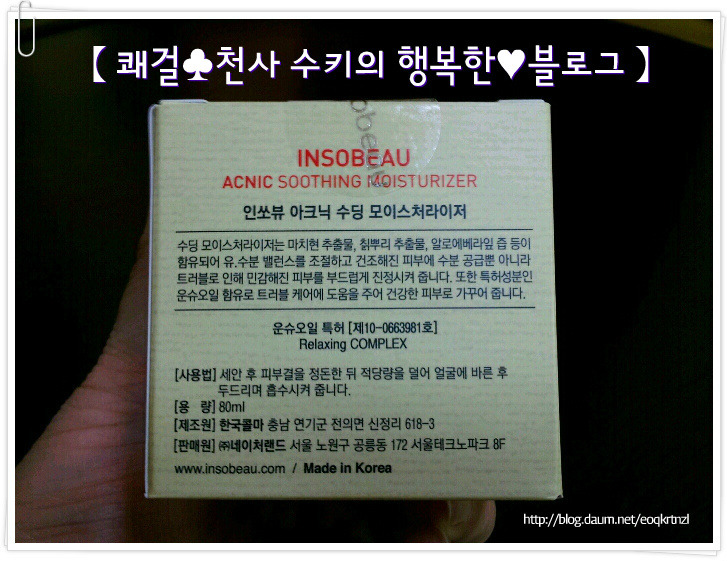 【 쾌걸♣천사 수키의 행복한♥블로그 】
insobeau
INSOBEAU
ACNIC SOOTHING MOISTURIZER
인쏘뷰 아크닉 수딩 모이스처라이저
수딩 모이스처라이저는 마치현 추출물, 칡뿌리 추출물, 알로에베라잎 즙 등이
함유되어 유.수분 밸런스를 조절하고 건조해진 피부에 수분 공급뿐 아니라
트러블로 인해 민감해진 피부를 부드럽게 진정시켜 줍니다. 또한 특허성분인
운슈오일 함유로 트러블 케어에 도움을 주어 건강한 피부로 가꾸어 줍니다.
운슈오일 특허 [제10-0663981호]
Relaxing COMPLEX
[사용법] 세안 후 피부결을 정돈한 뒤 적당량을 덜어 얼굴에 바른 후
두드리며 흡수시켜 줍니다.
[용 량] 80ml
[제조원] 한국콜마 충남 연기군 전의면 신정리 618-3
[판매원] ㈜네이처랜드 서울 노원구 공릉동 172 서울테크노파크 8F
www.insobeau.com / Made in Korea
http://blog.daum.net/eoqkrtnzl